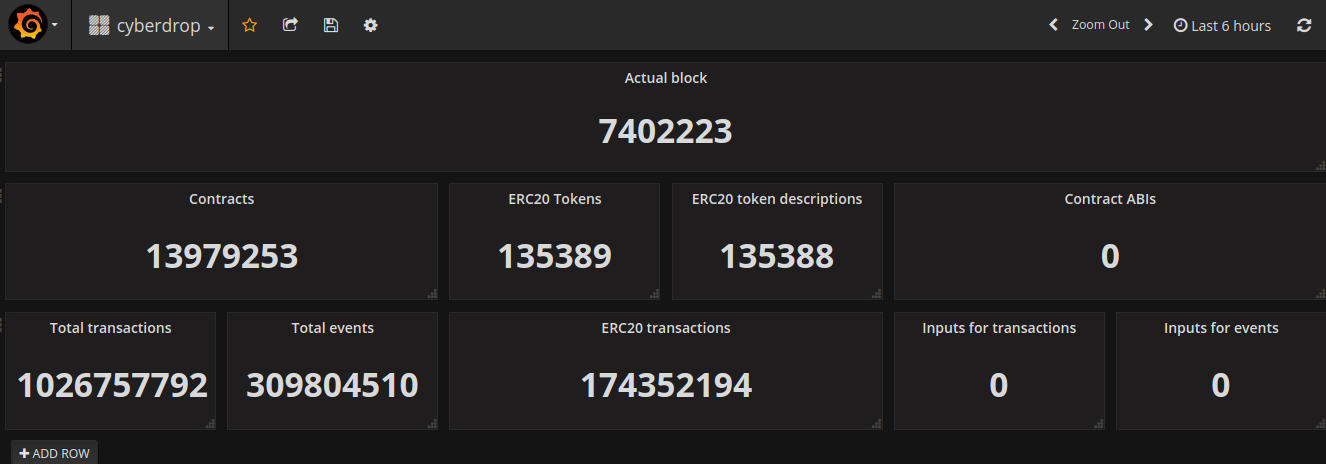 cyberdrop
Zoom Out
Last 6 hours
Actual block
7402223
Contracts
13979253
ERC20 Tokens
135389
ERC20 token descriptions
135388
Contract ABIs
0
Total transactions
1026757792
Total events
309804510
ERC20 transactions
174352194
Inputs for transactions
0
Inputs for events
0
ADD ROW